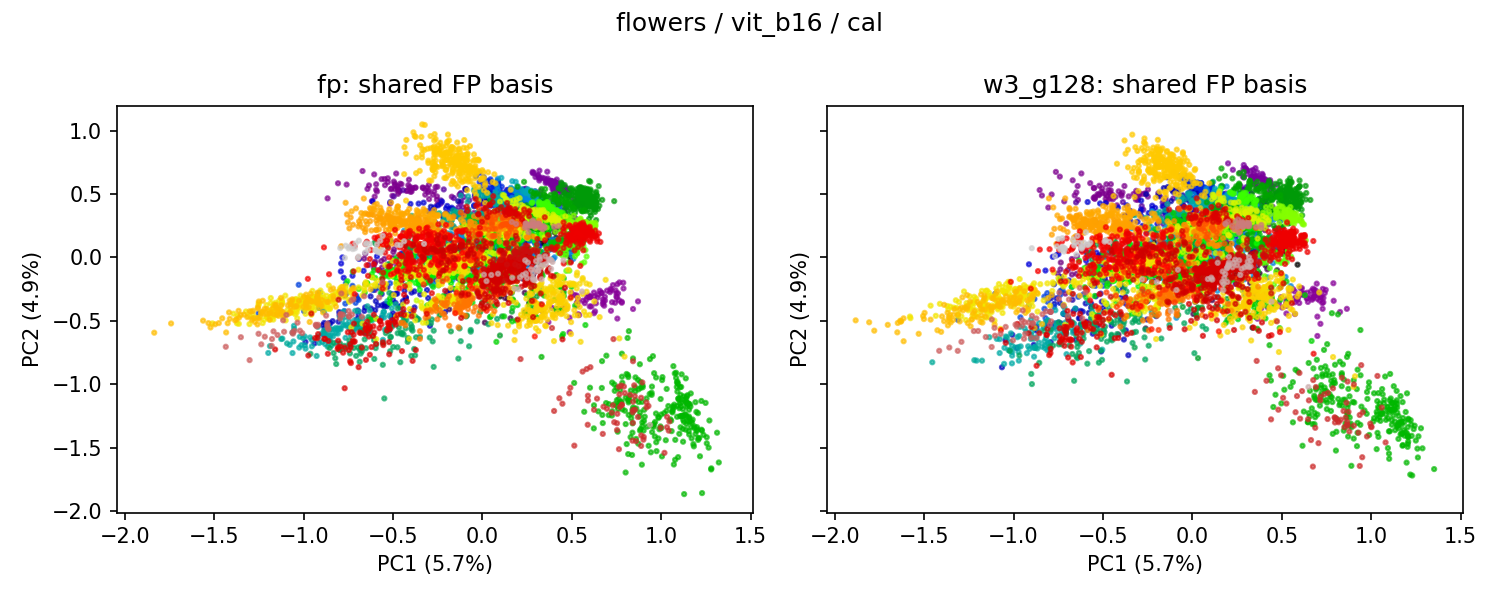 flowers / vit_b16 / cal
fp: shared FP basis
w3_g128: shared FP basis
1.0
0.5
0.0
−0.5
−1.0
−1.5
−2.0
PC2 (4.9%)
PC2 (4.9%)
−2.0 −1.5 −1.0 −0.5 0.0 0.5 1.0 1.5
−2.0 −1.5 −1.0 −0.5 0.0 0.5 1.0 1.5
PC1 (5.7%)
PC1 (5.7%)